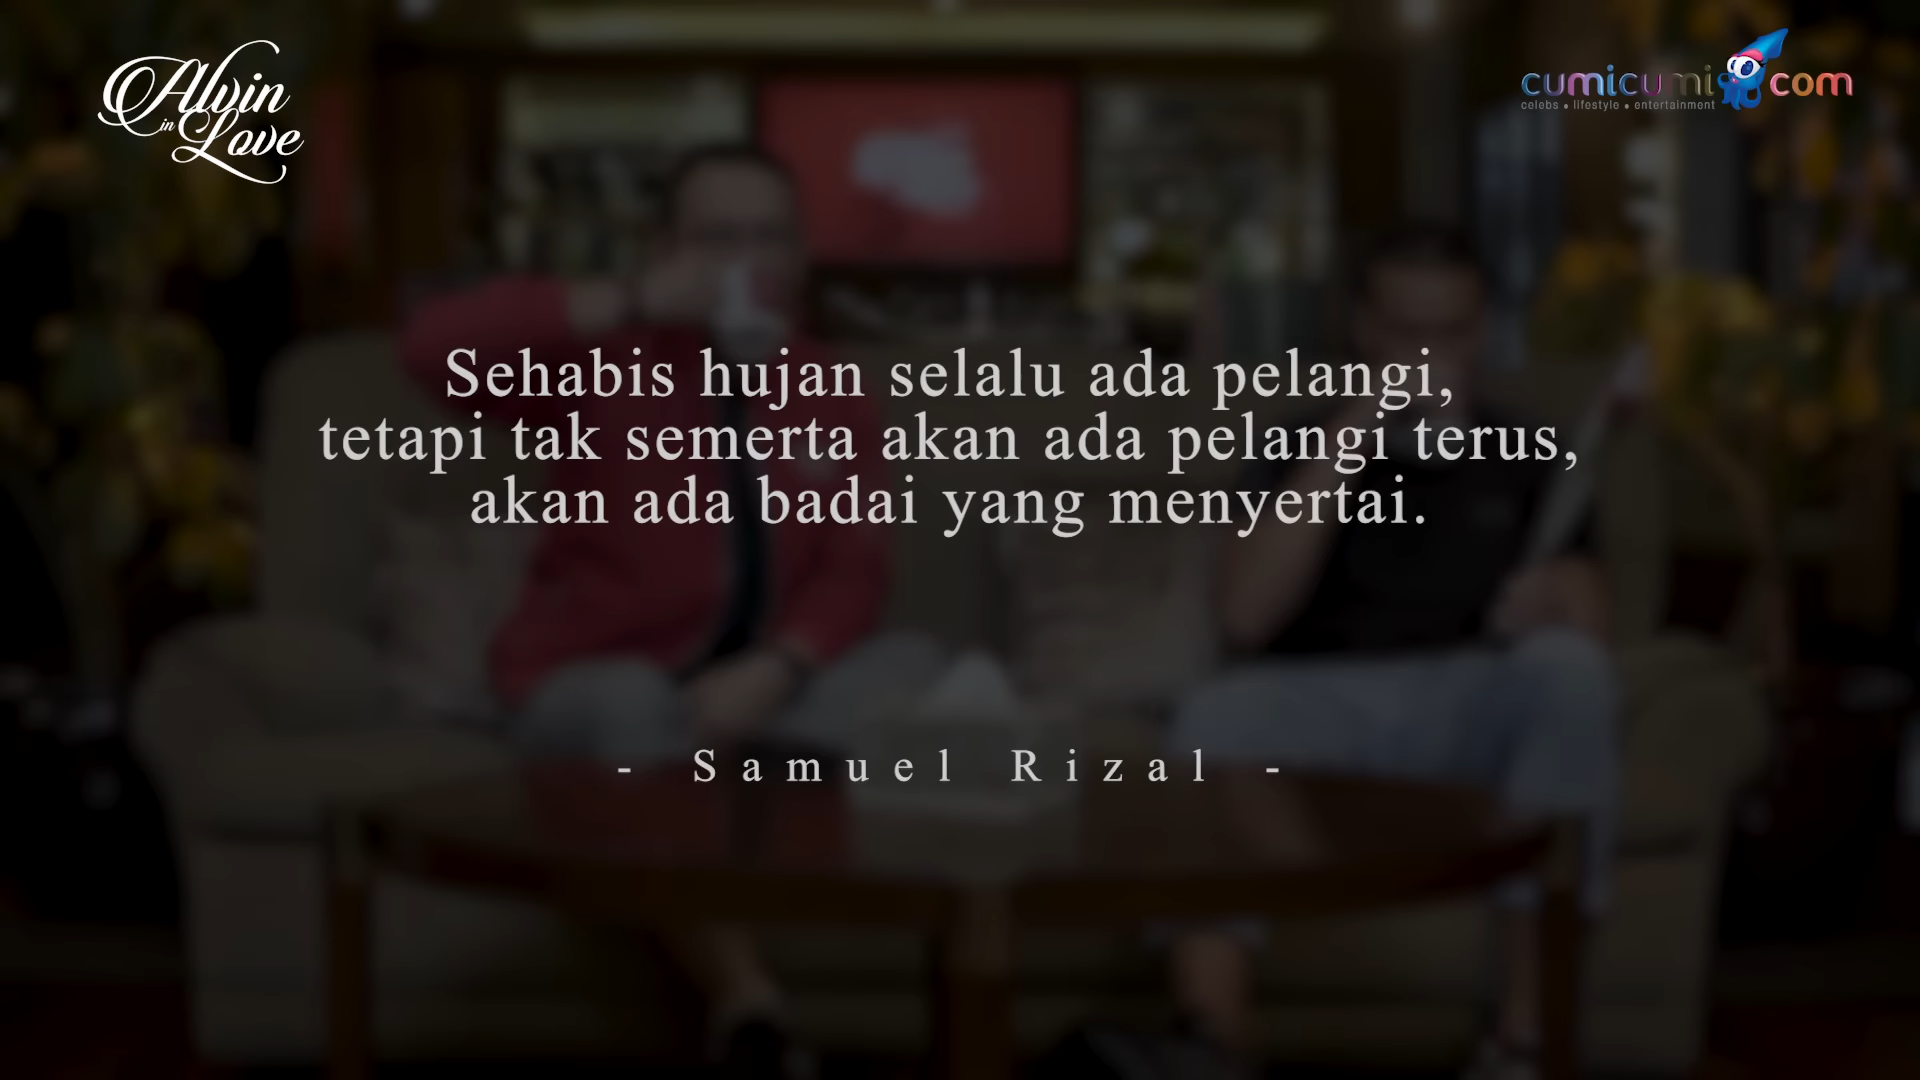 Alvin
in
Love
cumicumi com
celebs • lifestyle • entertainment
Sehabis hujan selalu ada pelangi,
tetapi tak semerta akan ada pelangi terus,
akan ada badai yang menyertai.
- Samuel Rizal -